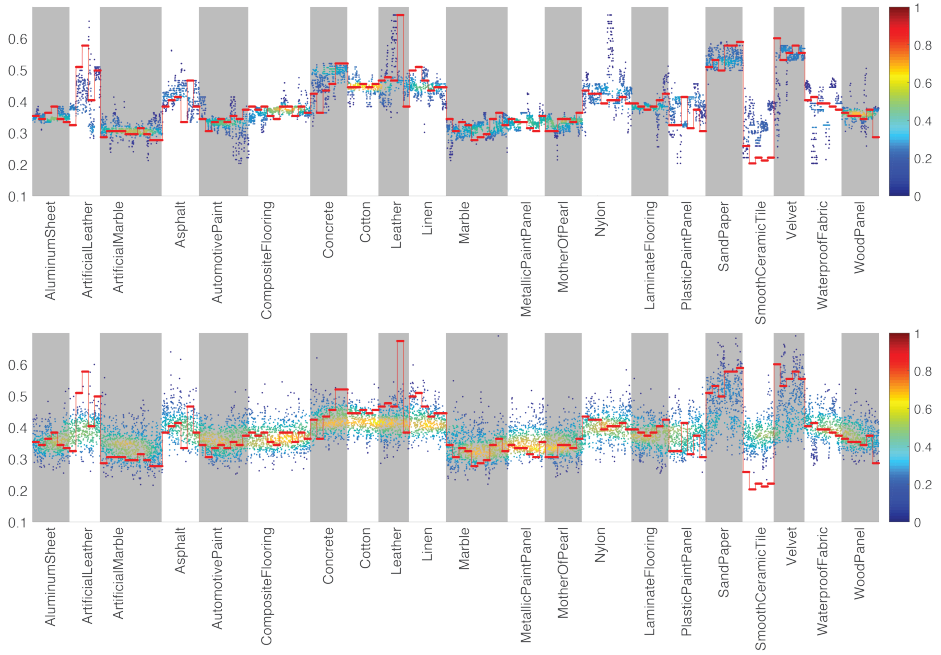 0.6
0.5
0.4
0.3
0.2
0.1
1
0.8
0.6
0.4
0.2
0
AluminumSheet
ArtificialLeather
ArtificialMarble
Asphalt
AutomotivePaint
CompositeFlooring
Concrete
Cotton
Leather
Linen
Marble
MetallicPaintPanel
MotherOfPearl
Nylon
LaminateFlooring
PlasticPaintPanel
SandPaper
SmoothCeramicTile
Velvet
WaterproofFabric
WoodPanel
0.6
0.5
0.4
0.3
0.2
0.1
1
0.8
0.6
0.4
0.2
0
AluminumSheet
ArtificialLeather
ArtificialMarble
Asphalt
AutomotivePaint
CompositeFlooring
Concrete
Cotton
Leather
Linen
Marble
MetallicPaintPanel
MotherOfPearl
Nylon
LaminateFlooring
PlasticPaintPanel
SandPaper
SmoothCeramicTile
Velvet
WaterproofFabric
WoodPanel